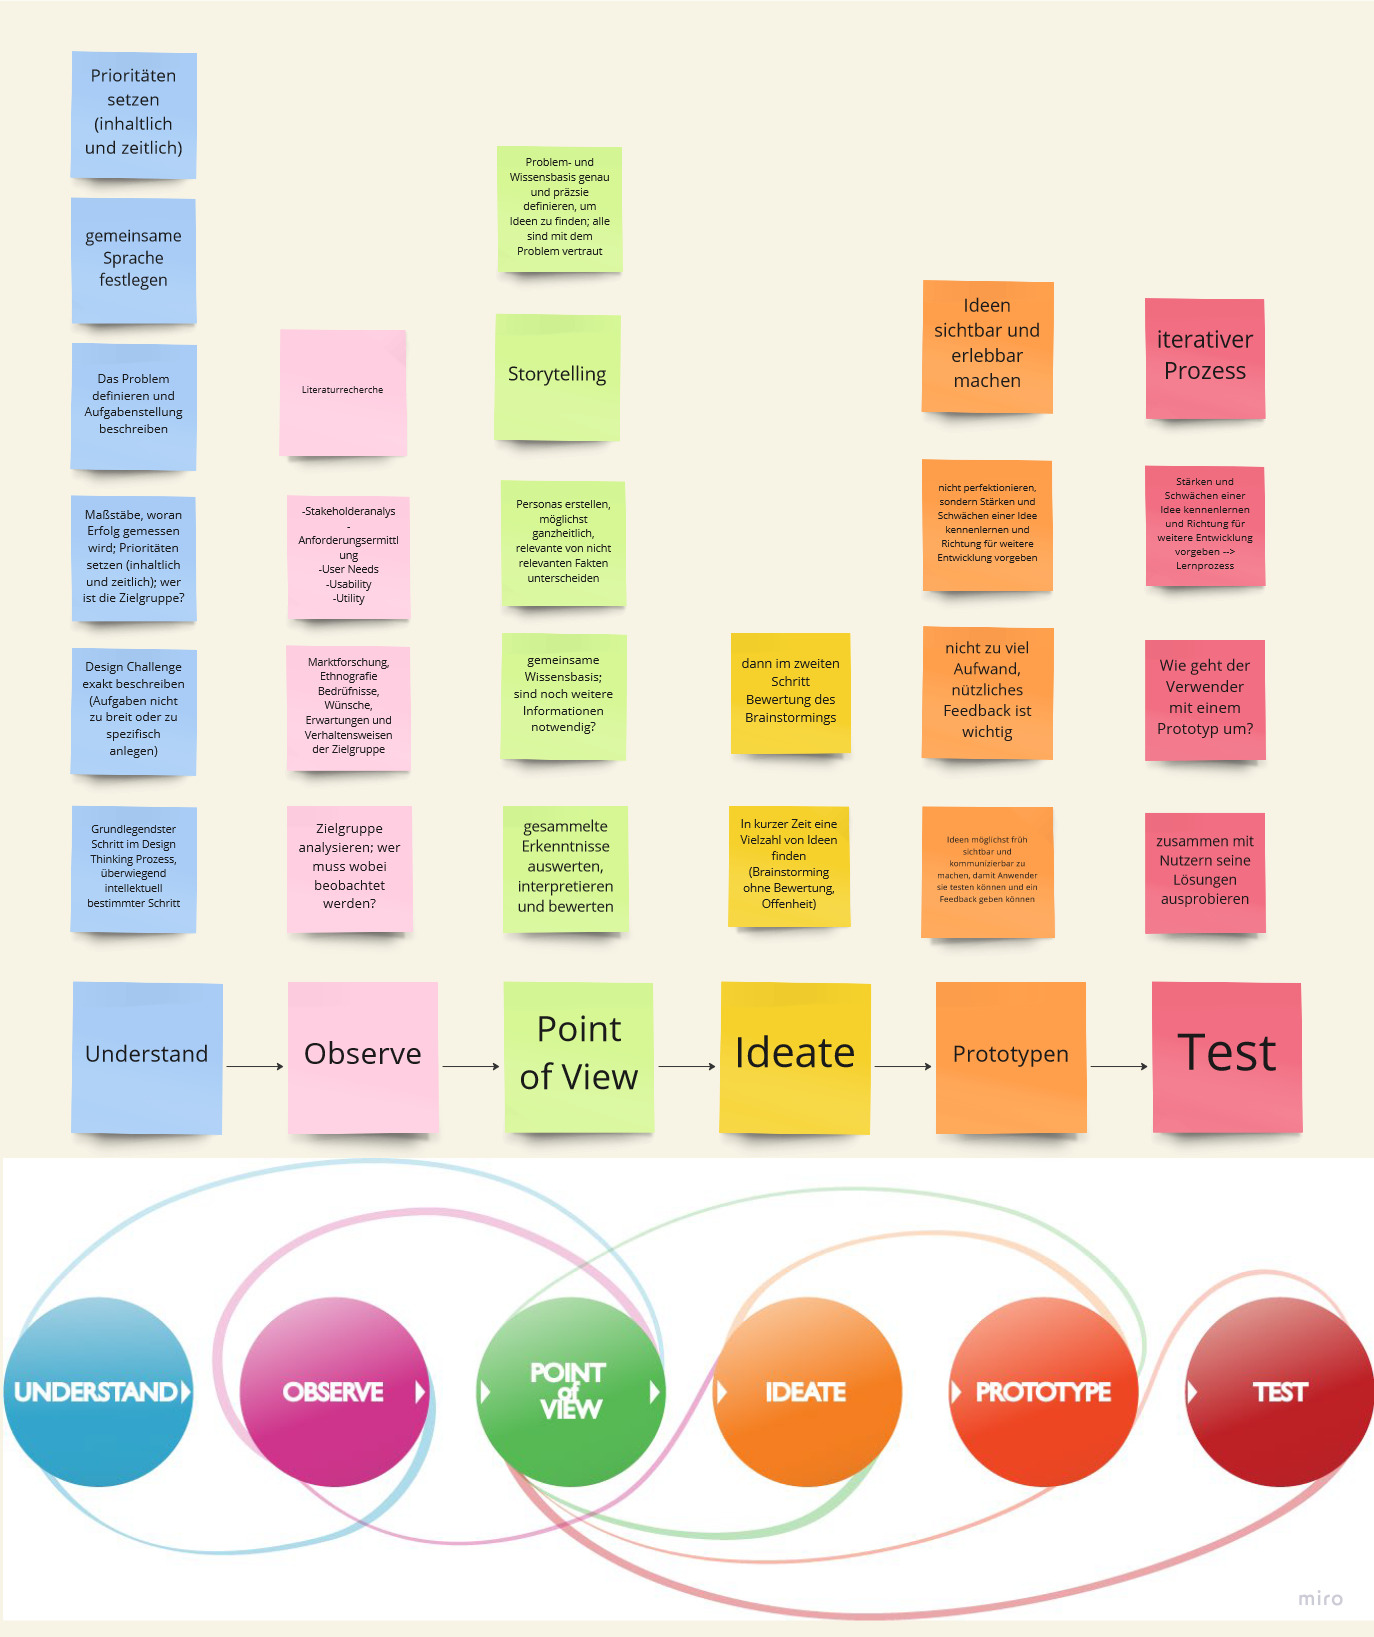 Prioritäten
setzen
(inhaltlich
und zeitlich)
gemeinsame
Sprache
festlegen
Das Problem
definieren und
Aufgabenstellung
beschreiben
Maßstäbe, woran
Erfolg gemessen
wird; Prioritäten
setzen (inhaltlich
und zeitlich); wer
ist die Zielgruppe?
Design Challenge
exakt beschreiben
(Aufgaben nicht
zu breit oder zu
spezifisch
anlegen)
Grundlegendster
Schritt im Design
Thinking Prozess,
überwiegend
intellektuell
bestimmter Schritt
Literaturrecherche
-Stakeholderanalys
-
Anforderungsermittl
ung
-User Needs
-Usability
-Utility
Marktforschung,
Ethnografie
Bedrüfnisse,
Wünsche,
Erwartungen und
Verhaltensweisen
der Zielgruppe
Zielgruppe
analysieren; wer
muss wobei
beobachtet
werden?
Problem- und
Wissensbasis genau
und präzsie
definieren, um
Ideen zu finden; alle
sind mit dem
Problem vertraut
Storytelling
Personas erstellen,
möglichst
ganzheitlich,
relevante von nicht
relevanten Fakten
unterscheiden
gemeinsame
Wissensbasis;
sind noch weitere
Informationen
notwendig?
gesammelte
Erkenntnisse
auswerten,
interpretieren
und bewerten
dann im zweiten
Schritt
Bewertung des
Brainstormings
In kurzer Zeit eine
Vielzahl von Ideen
finden
(Brainstorming
ohne Bewertung,
Offenheit)
Ideen
sichtbar und
erlebbar
machen
nicht perfektionieren,
sondern Stärken und
Schwächen einer Idee
kennenlernen und
Richtung für weitere
Entwicklung vorgeben
nicht zu viel
Aufwand,
nützliches
Feedback ist
wichtig
Ideen möglichst früh
sichtbar und
kommunizierbar zu
machen, damit Anwender
sie testen können und ein
Feedback geben können
iterativer
Prozess
Stärken und
Schwächen einer
Idee kennenlernen
und Richtung für
weitere Entwicklung
vorgeben -->
Lernprozess
Wie geht der
Verwender
mit einem
Prototyp um?
zusammen mit
Nutzern seine
Lösungen
ausprobieren
Understand
Observe
Point
of View
Ideate
Prototypen
Test
UNDERSTAND
OBSERVE
POINT
of
VIEW
IDEATE
PROTOTYPE
TEST
miro